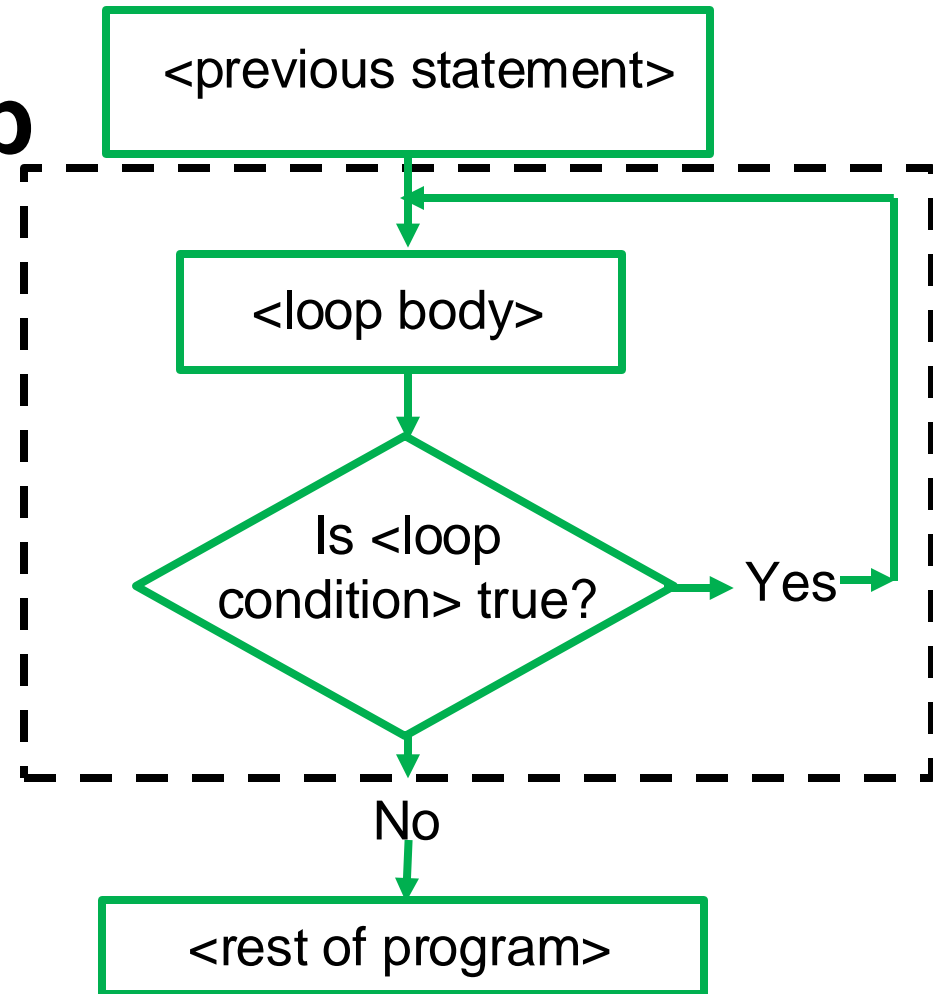 <previous statement>
p
<loop body>
Is <loop
condition> true?
Yes
No
<rest of program>